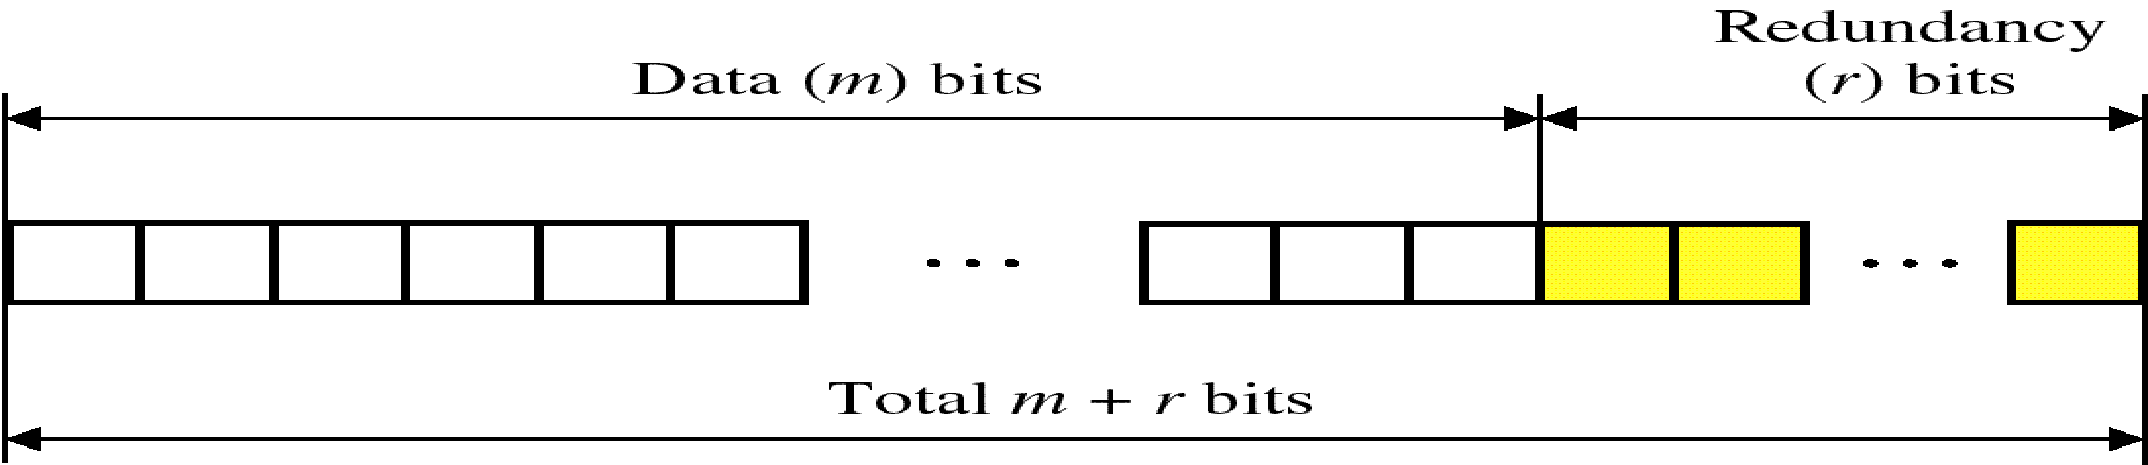 Redundancy
Data (m) bits
(r) bits
. . .
. . .
Total m + r bits